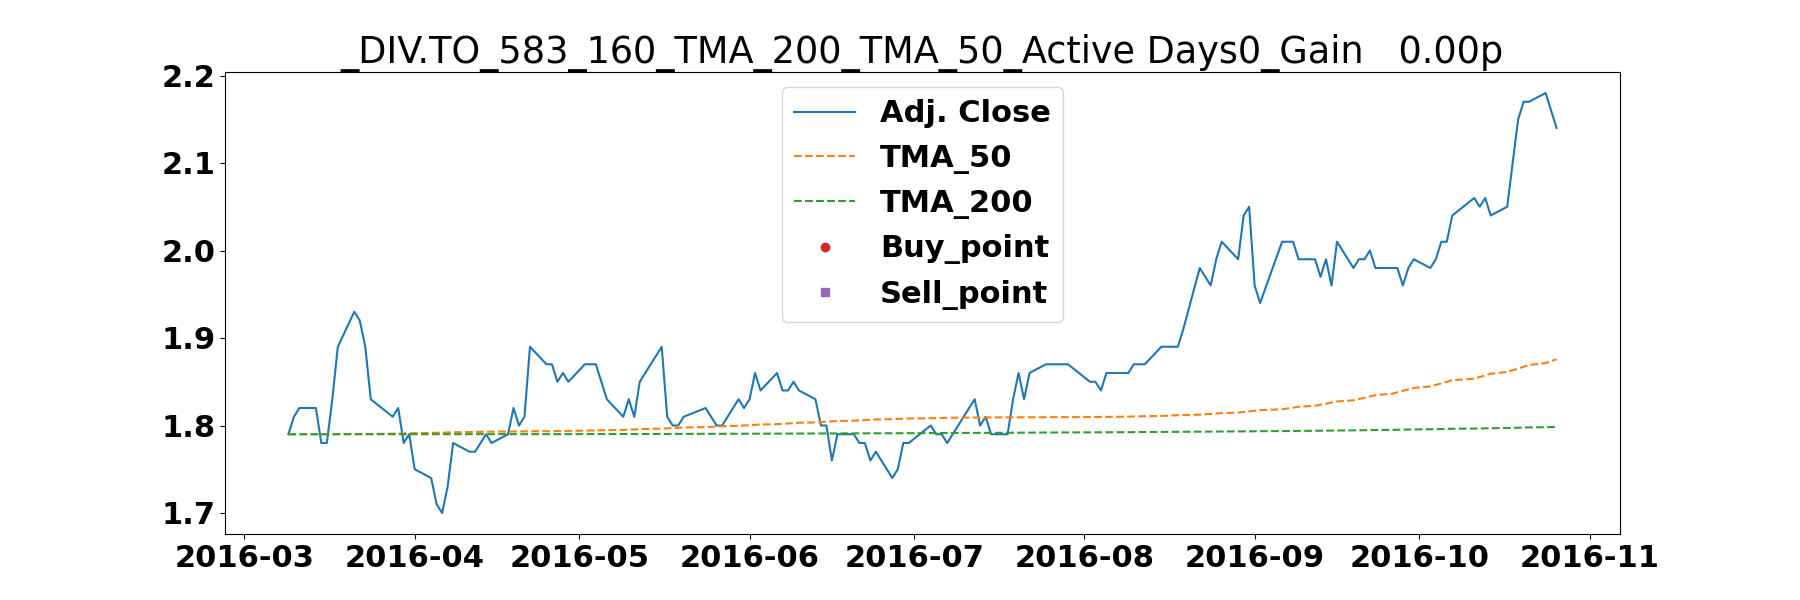 _DIV.TO_583_160_TMA_200_TMA_50_Active Days0_Gain   0.00p
2.2
2.1
2.0
1.9
1.8
1.7
Adj. Close
TMA_50
TMA_200
Buy_point
Sell_point
2016-03 2016-04 2016-05 2016-06 2016-07 2016-08 2016-09 2016-10 2016-11